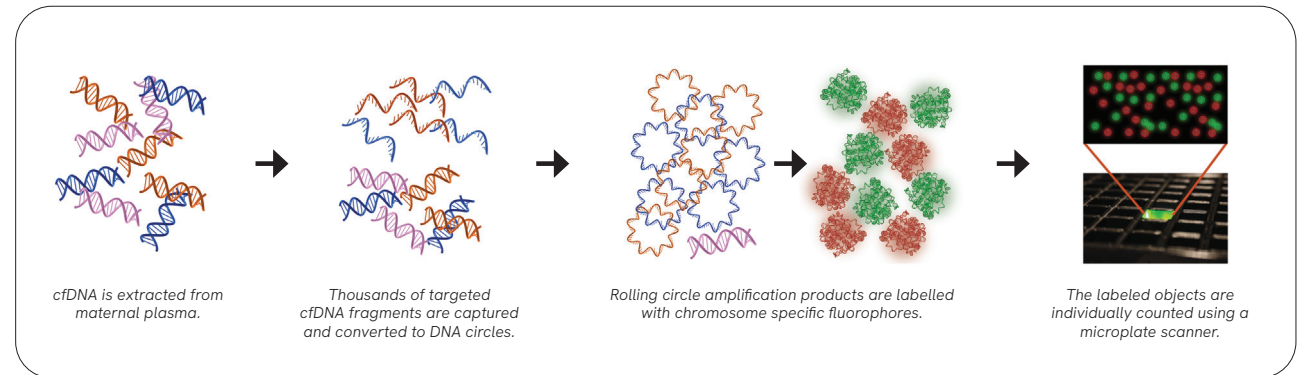 cfDNA is extracted from
maternal plasma.
Thousands of targeted
cfDNA fragments are captured
and converted to DNA circles.
Rolling circle amplification products are labelled
with chromosome specific fluorophores.
The labeled objects are
individually counted using a
microplate scanner.